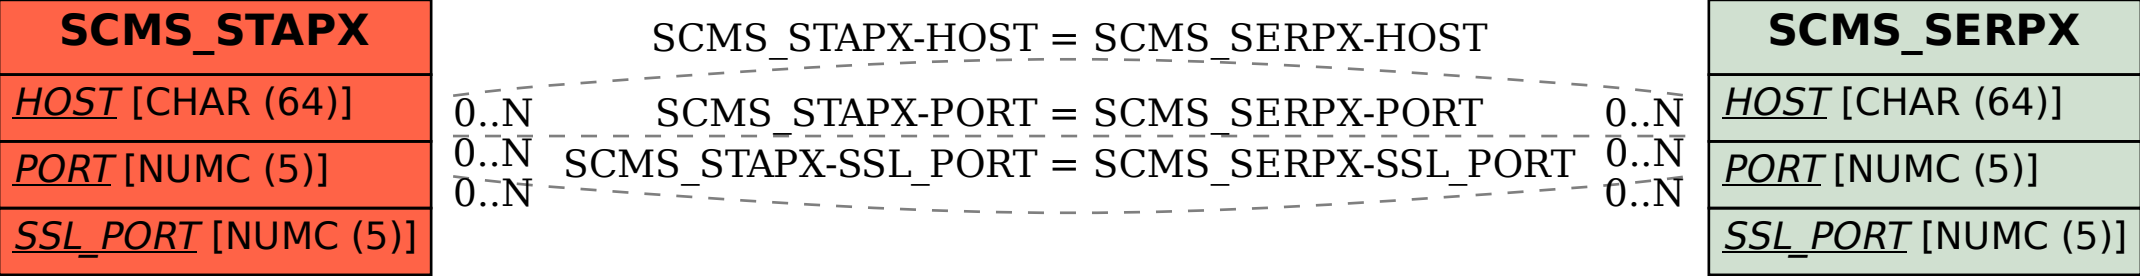 SCMS_STAPX
HOST [CHAR (64)]
PORT [NUMC (5)]
SSL_PORT [NUMC (5)]
SCMS_STAPX-HOST = SCMS_SERPX-HOST
0..N
0..N
SCMS_STAPX-PORT = SCMS_SERPX-PORT
0..N
0..N
SCMS_STAPX-SSL_PORT = SCMS_SERPX-SSL_PORT
0..N
0..N
SCMS_SERPX
HOST [CHAR (64)]
PORT [NUMC (5)]
SSL_PORT [NUMC (5)]